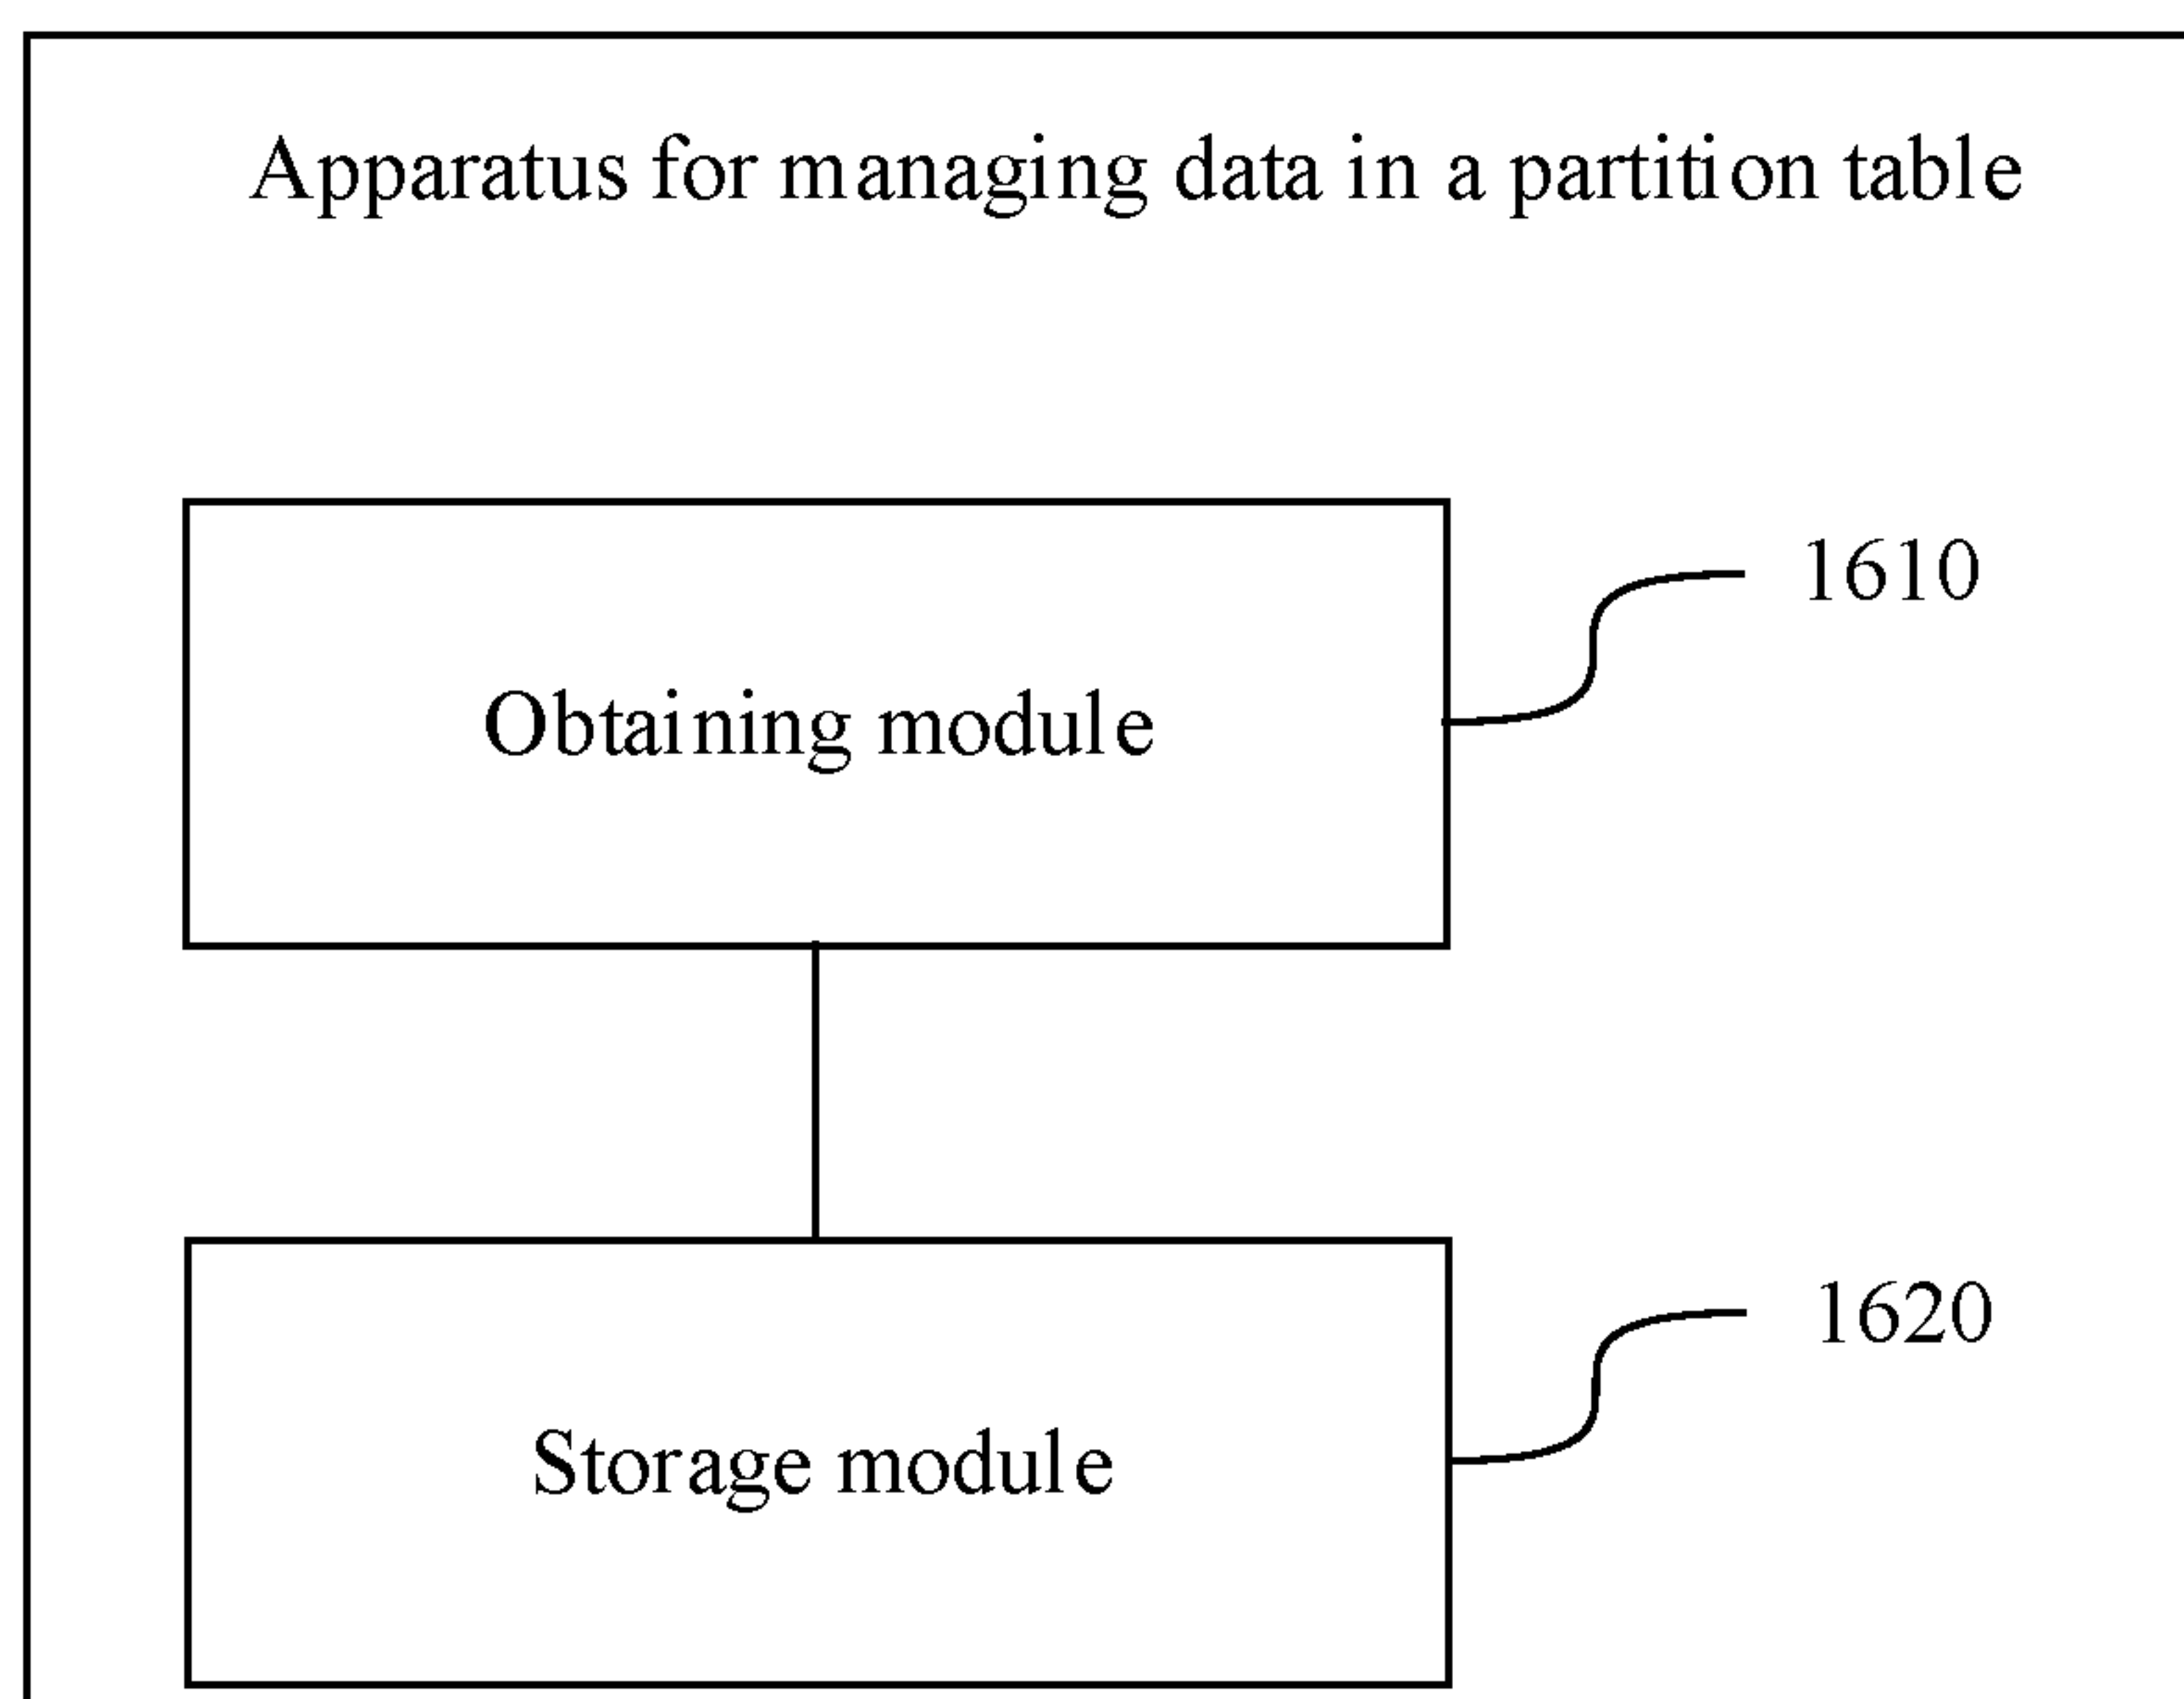 Apparatus for managing data in a partition table
Obtaining module
1610
Storage module
1620